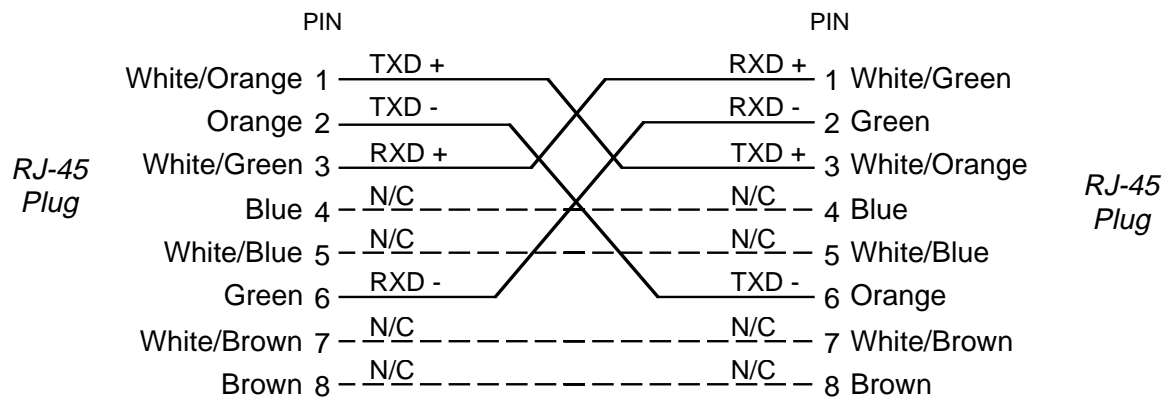 PIN PIN
White/Orange 1 TXD + RXD + 1 White/Green
Orange 2 TXD - RXD - 2 Green
White/Green 3 RXD + TXD + 3 White/Orange
RJ-45
Plug
RJ-45
Plug
Blue 4 N/C N/C 4 Blue
White/Blue 5 N/C N/C 5 White/Blue
Green 6 RXD - TXD - 6 Orange
White/Brown 7 N/C N/C 7 White/Brown
Brown 8 N/C N/C 8 Brown